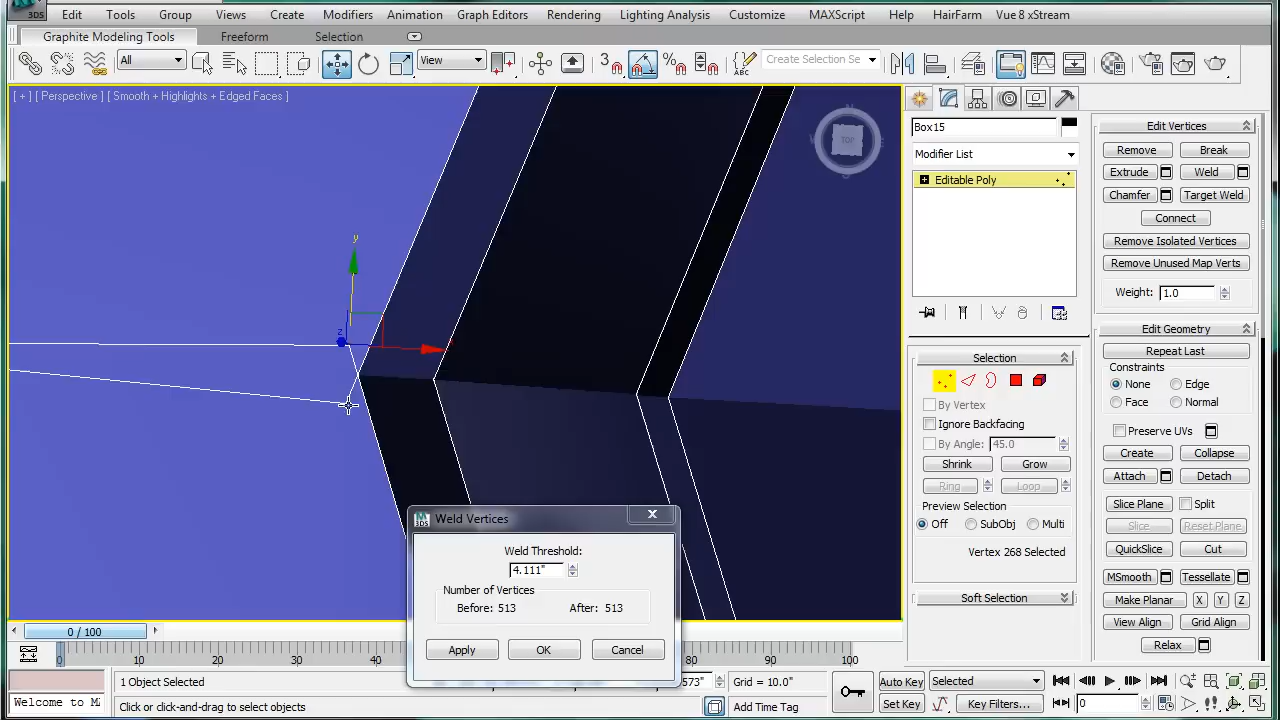 3DS
Edit Tools Group Views Create Modifiers Animation Graph Editors Rendering Lighting Analysis Customize MAXScript Help HairFarm Vue 8 xStream
Graphite Modeling Tools Freeform Selection
All View 3 Create Selection Se
[ + ] [ Perspective ] [ Smooth + Highlights + Edged Faces ]
TOP
y
z
Box15
Modifier List
Editable Poly
Selection
By Vertex
Ignore Backfacing
By Angle: 45.0
Shrink Grow
Ring Loop
Preview Selection
Off SubObj Multi
Vertex 268 Selected
Soft Selection
Edit Vertices
Remove Break
Extrude Weld
Chamfer Target Weld
Connect
Remove Isolated Vertices
Remove Unused Map Verts
Weight: 1.0
Edit Geometry
Repeat Last
Constraints
None Edge
Face Normal
Preserve UVs
Create Collapse
Attach Detach
Slice Plane Split
Slice Reset Plane
QuickSlice Cut
MSmooth Tessellate
Make Planar X Y Z
View Align Grid Align
Relax
Weld Vertices
Weld Threshold:
4.111"
Number of Vertices
Before: 513 After: 513
Apply OK Cancel
0 / 100
0 10 20 30 40 80 90 100
1 Object Selected 573" Grid = 10.0" Auto Key Selected
Welcome to M Click or click-and-drag to select objects Add Time Tag Set Key Key Filters... 0